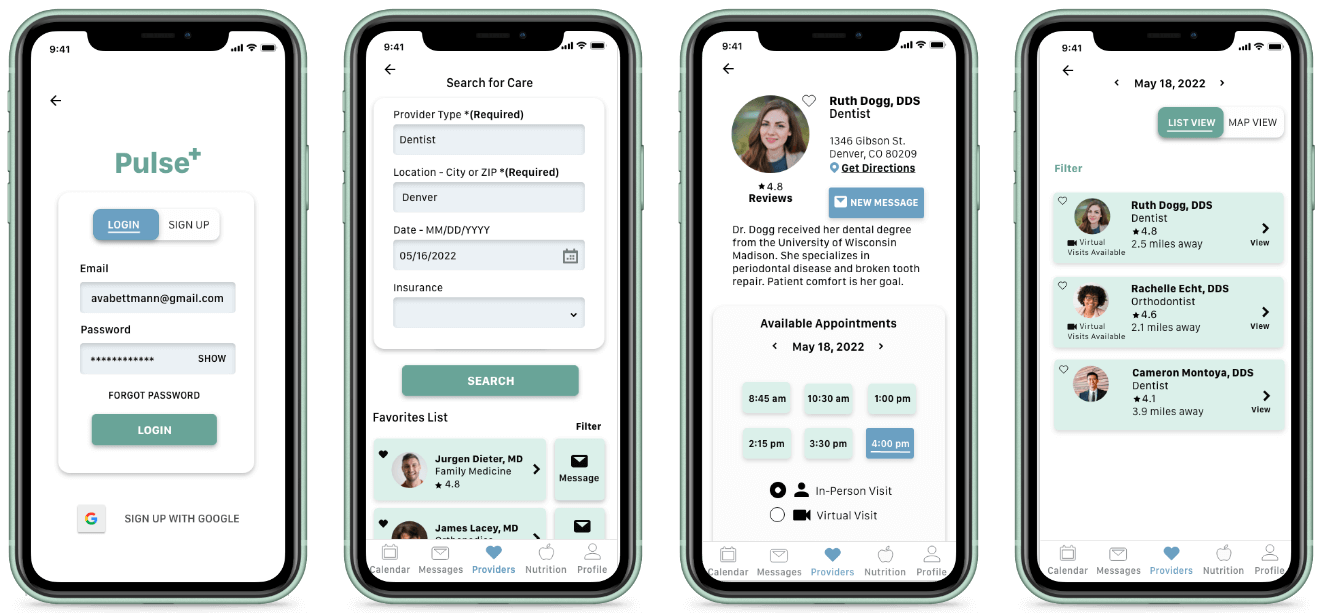 9:41
Pulse+
LOGIN
SIGN UP
Email
avabettmann@gmail.com
Password
************
SHOW
FORGOT PASSWORD
LOGIN
G
SIGN UP WITH GOOGLE
9:41
Search for Care
Provider Type *(Required)
Dentist
Location - City or ZIP *(Required)
Denver
Date - MM/DD/YYYY
05/16/2022
Insurance
SEARCH
Favorites List
Filter
Jurgen Dieter, MD
Family Medicine
★ 4.8
Message
James Lacey, MD
Calendar
Messages
Providers
Nutrition
Profile
9:41
Ruth Dogg, DDS
Dentist
1346 Gibson St.
Denver, CO 80209
Get Directions
★ 4.8
Reviews
NEW MESSAGE
Dr. Dogg received her dental degree
from the University of Wisconsin
Madison. She specializes in
periodontal disease and broken tooth
repair. Patient comfort is her goal.
Available Appointments
< May 18, 2022 >
8:45 am
10:30 am
1:00 pm
2:15 pm
3:30 pm
4:00 pm
In-Person Visit
Virtual Visit
Calendar
Messages
Providers
Nutrition
Profile
9:41
< May 18, 2022 >
LIST VIEW
MAP VIEW
Filter
Ruth Dogg, DDS
Dentist
★ 4.8
2.5 miles away
Virtual
Visits Available
View
Rachelle Echt, DDS
Orthodontist
★ 4.6
2.1 miles away
Virtual
Visits Available
View
Cameron Montoya, DDS
Dentist
★ 4.1
3.9 miles away
View
Calendar
Messages
Providers
Nutrition
Profile